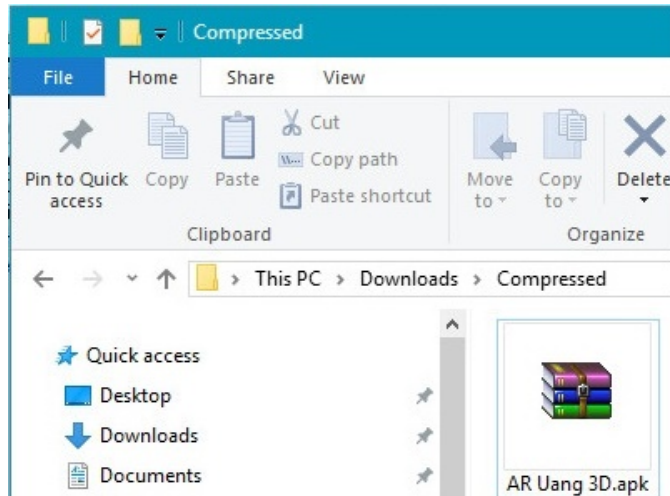 Compressed
File Home Share View
Pin to Quick access
Copy
Paste
Cut
Copy path
Paste shortcut
Move to
Copy to
Delete
Clipboard
Organize
This PC > Downloads > Compressed
Quick access
Desktop
Downloads
Documents
AR Uang 3D.apk